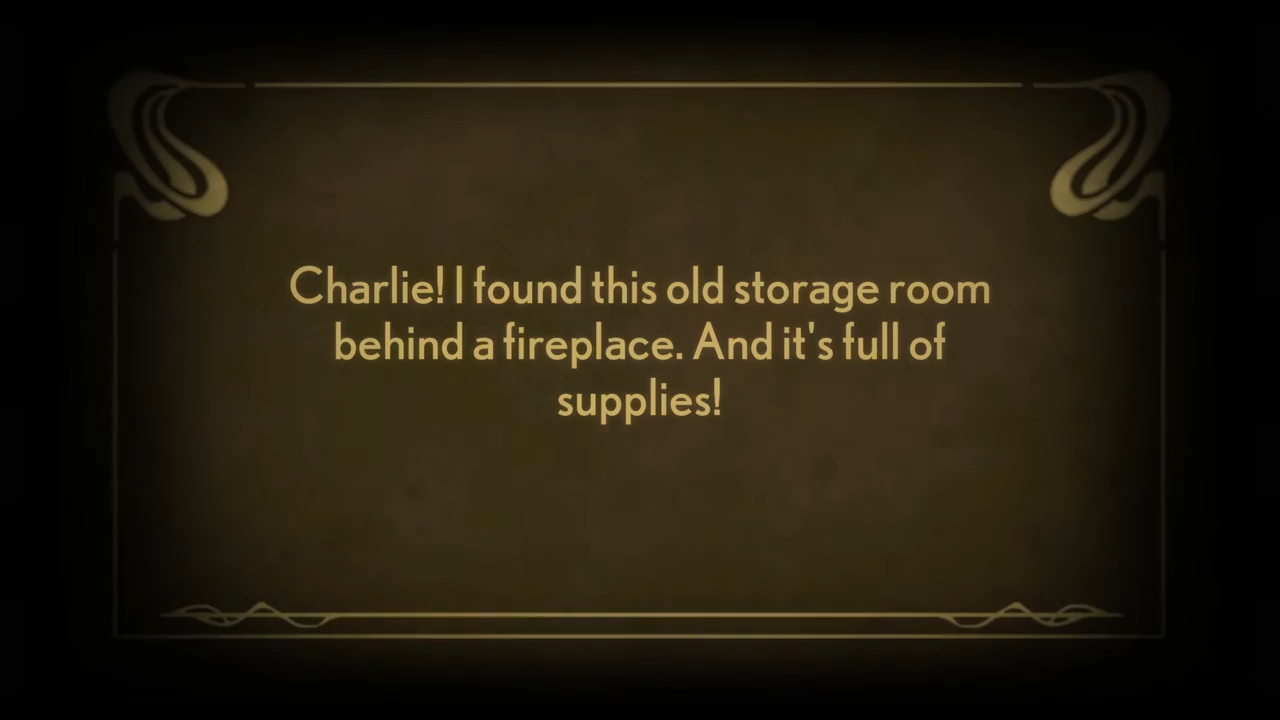 Charlie! I found this old storage room
behind a fireplace. And it's full of
supplies!